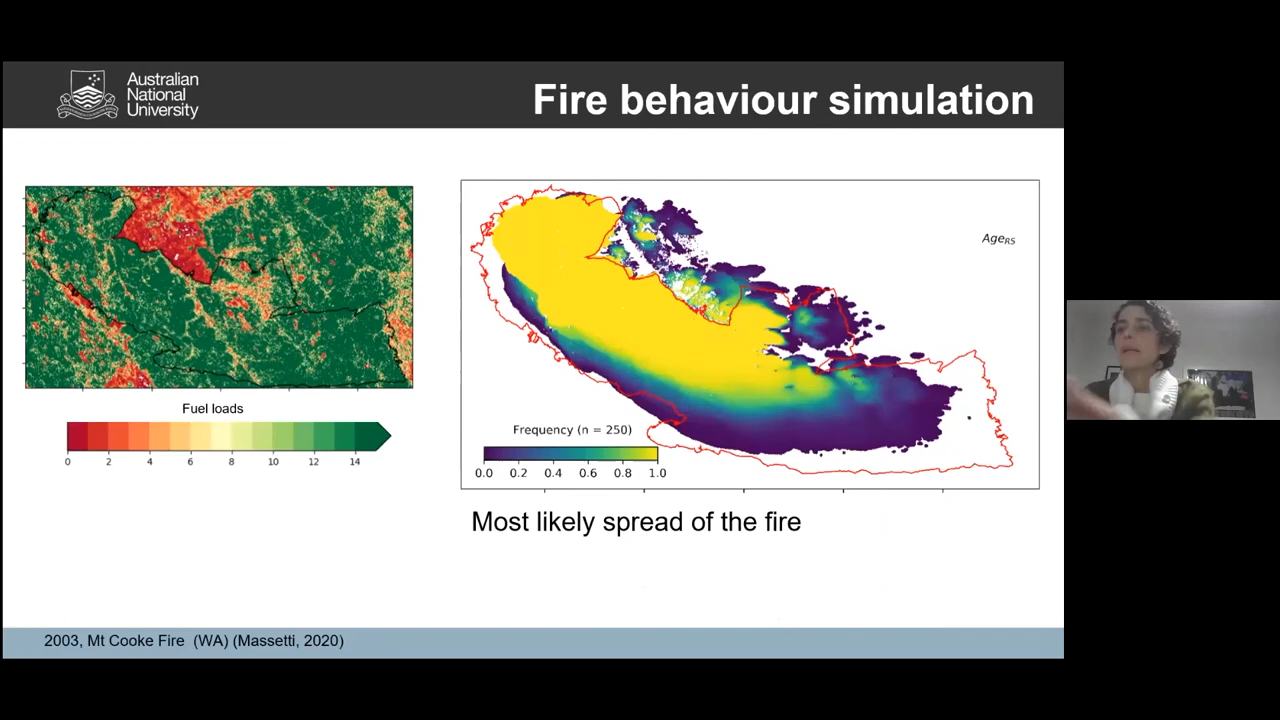 Australian
National
University
Fire behaviour simulation
Age RS
Fuel loads
0 2 4 6 8 10 12 14
Frequency (n = 250)
0.0 0.2 0.4 0.6 0.8 1.0
Most likely spread of the fire
2003, Mt Cooke Fire (WA) (Massetti, 2020)